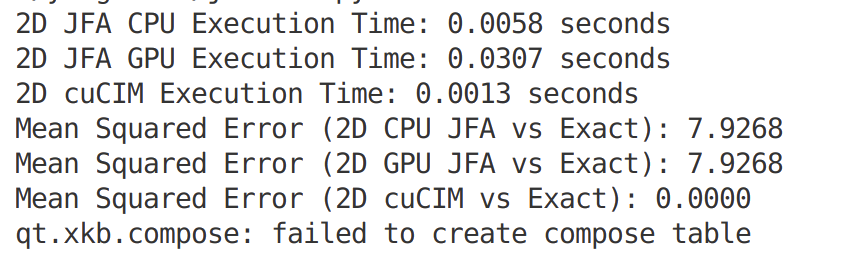 2D JFA CPU Execution Time: 0.0058 seconds
2D JFA GPU Execution Time: 0.0307 seconds
2D cuCIM Execution Time: 0.0013 seconds
Mean Squared Error (2D CPU JFA vs Exact): 7.9268
Mean Squared Error (2D GPU JFA vs Exact): 7.9268
Mean Squared Error (2D cuCIM vs Exact): 0.0000
qt.xkb.compose: failed to create compose table